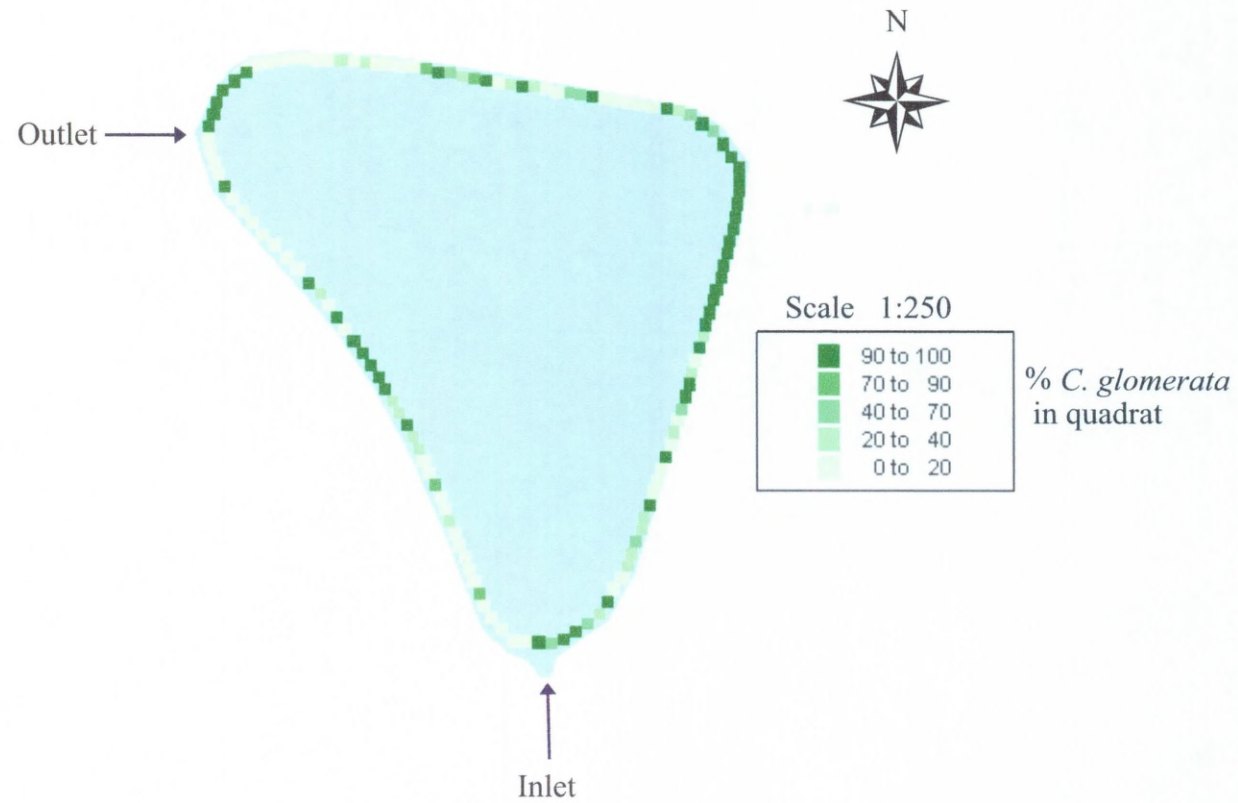 N
Outlet
Scale 1:250
90 to 100
70 to 90
40 to 70
20 to 40
0 to 20
% C. glomerata
in quadrat
Inlet